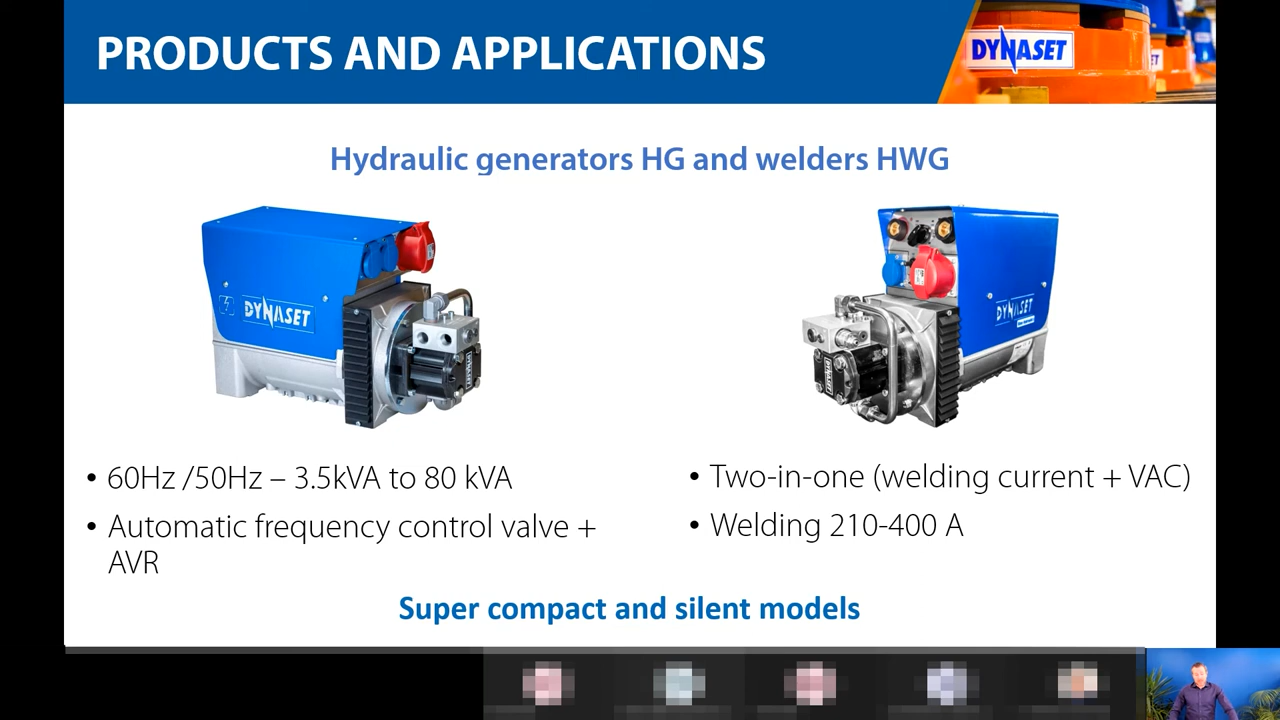 PRODUCTS AND APPLICATIONS
DYNASET
Hydraulic generators HG and welders HWG
DYNASET
DYNASET
DYNASET
DYNASET
• 60Hz /50Hz – 3.5kVA to 80 kVA
• Automatic frequency control valve +
AVR
• Two-in-one (welding current + VAC)
• Welding 210-400 A
Super compact and silent models